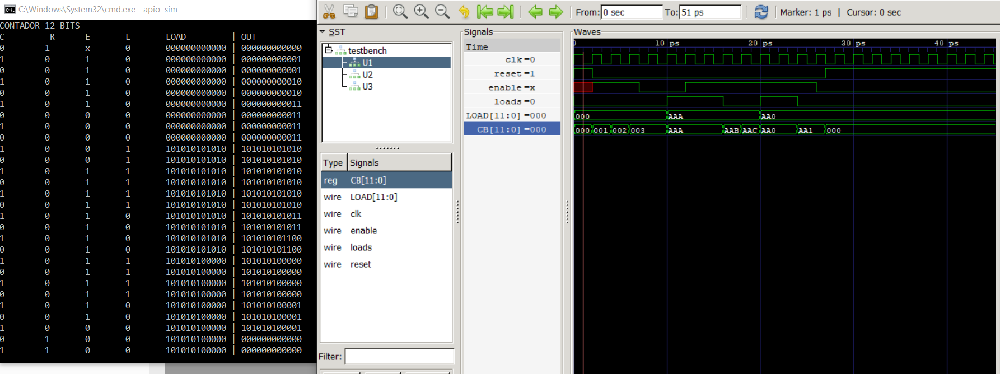 C:\Windows\System32\cmd.exe - apio sim
CONTADOR 12 BITS
C R E L LOAD | OUT
0 1 x 0 000000000000 | 000000000000
1 0 1 0 000000000000 | 000000000001
0 0 1 0 000000000000 | 000000000001
1 0 1 0 000000000000 | 000000000010
0 0 1 0 000000000000 | 000000000010
1 0 1 0 000000000000 | 000000000011
0 0 0 0 000000000000 | 000000000011
1 0 0 0 000000000000 | 000000000011
0 0 0 0 000000000000 | 000000000011
1 0 0 1 101010101010 | 101010101010
0 0 0 1 101010101010 | 101010101010
1 0 1 1 101010101010 | 101010101010
0 0 1 1 101010101010 | 101010101010
1 0 1 1 101010101010 | 101010101010
0 0 1 1 101010101010 | 101010101010
1 0 1 0 101010101010 | 101010101011
0 0 1 0 101010101010 | 101010101011
1 0 1 0 101010101010 | 101010101100
0 0 1 0 101010101010 | 101010101100
1 0 1 1 101010100000 | 101010100000
0 0 1 1 101010100000 | 101010100000
1 0 1 1 101010100000 | 101010100000
0 0 1 1 101010100000 | 101010100000
1 0 1 0 101010100000 | 101010100001
0 0 1 0 101010100000 | 101010100001
1 0 0 0 101010100000 | 101010100001
0 1 0 0 101010100000 | 000000000000
1 1 0 0 101010100000 | 000000000000
From: 0 sec To: 51 ps Marker: 1 ps | Cursor: 0 sec
SST
testbench
U1
U2
U3
Type Signals
reg CB[11:0]
wire LOAD[11:0]
wire clk
wire enable
wire loads
wire reset
Filter:
Signals
Time
clk=0
reset=1
enable=x
loads=0
LOAD[11:0]=000
CB[11:0]=000
Waves
10 ps 20 ps 30 ps 40 ps
000 AAA AA0
000 001 002 003 AAA AAB AAC AA0 AA1 000